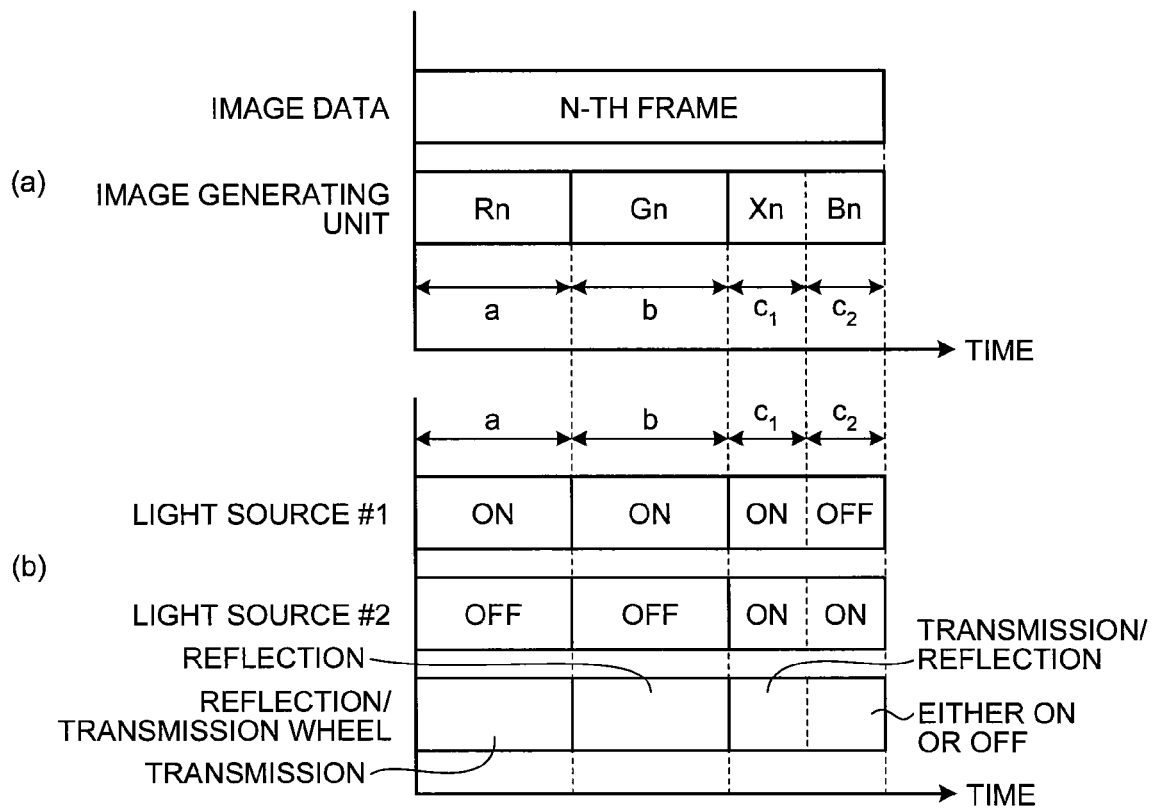 IMAGE DATA
N-TH FRAME
(a)
IMAGE GENERATING
UNIT
Rn
Gn
Xn
Bn
a
b
c1
c2
TIME
a
b
c1
c2
LIGHT SOURCE #1
ON
ON
ON
OFF
(b)
LIGHT SOURCE #2
OFF
OFF
ON
ON
TRANSMISSION/
REFLECTION
REFLECTION
REFLECTION/
TRANSMISSION WHEEL
EITHER ON
OR OFF
TRANSMISSION
TIME